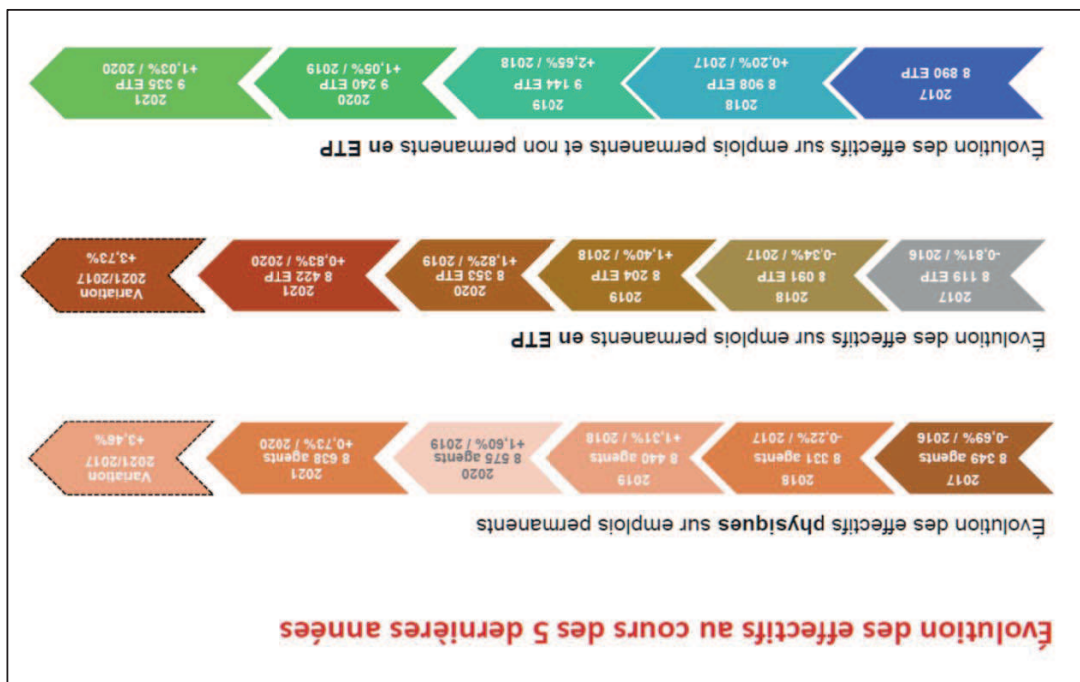 Évolution des effectifs au cours des 5 dernières années
Évolution des effectifs physiques sur emplois permanents
2017
8 349 agents
-0,69% / 2016
2018
8 331 agents
-0,22% / 2017
2019
8 440 agents
+1,31% / 2018
2020
8 575 agents
+1,60% / 2019
2021
8 638 agents
+0,73% / 2020
Variation
2021/2017
+3,46%
Évolution des effectifs sur emplois permanents en ETP
2017
8 119 ETP
-0,81% / 2016
2018
8 091 ETP
-0,34% / 2017
2019
8 204 ETP
+1,40% / 2018
2020
8 353 ETP
+1,82% / 2019
2021
8 422 ETP
+0,83% / 2020
Variation
2021/2017
+3,73%
Évolution des effectifs sur emplois permanents et non permanents en ETP
2017
8 890 ETP
2018
8 908 ETP
+0,20% / 2017
2019
9 144 ETP
+2,65% / 2018
2020
9 240 ETP
+1,05% / 2019
2021
9 335 ETP
+1,03% / 2020